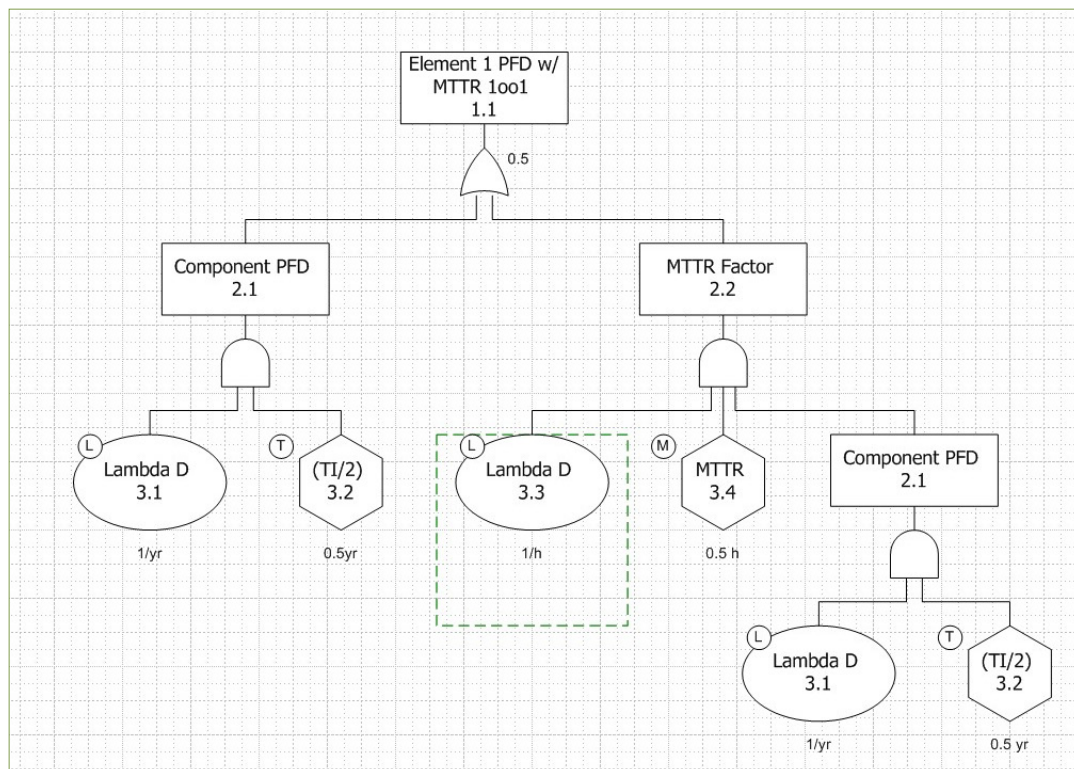 Element 1 PFD w/
MTTR 1oo1
1.1
0.5
Component PFD
2.1
MTTR Factor
2.2
L
Lambda D
3.1
1/yr
T
(TI/2)
3.2
0.5yr
L
Lambda D
3.3
1/h
M
MTTR
3.4
0.5 h
Component PFD
2.1
L
Lambda D
3.1
1/yr
T
(TI/2)
3.2
0.5 yr